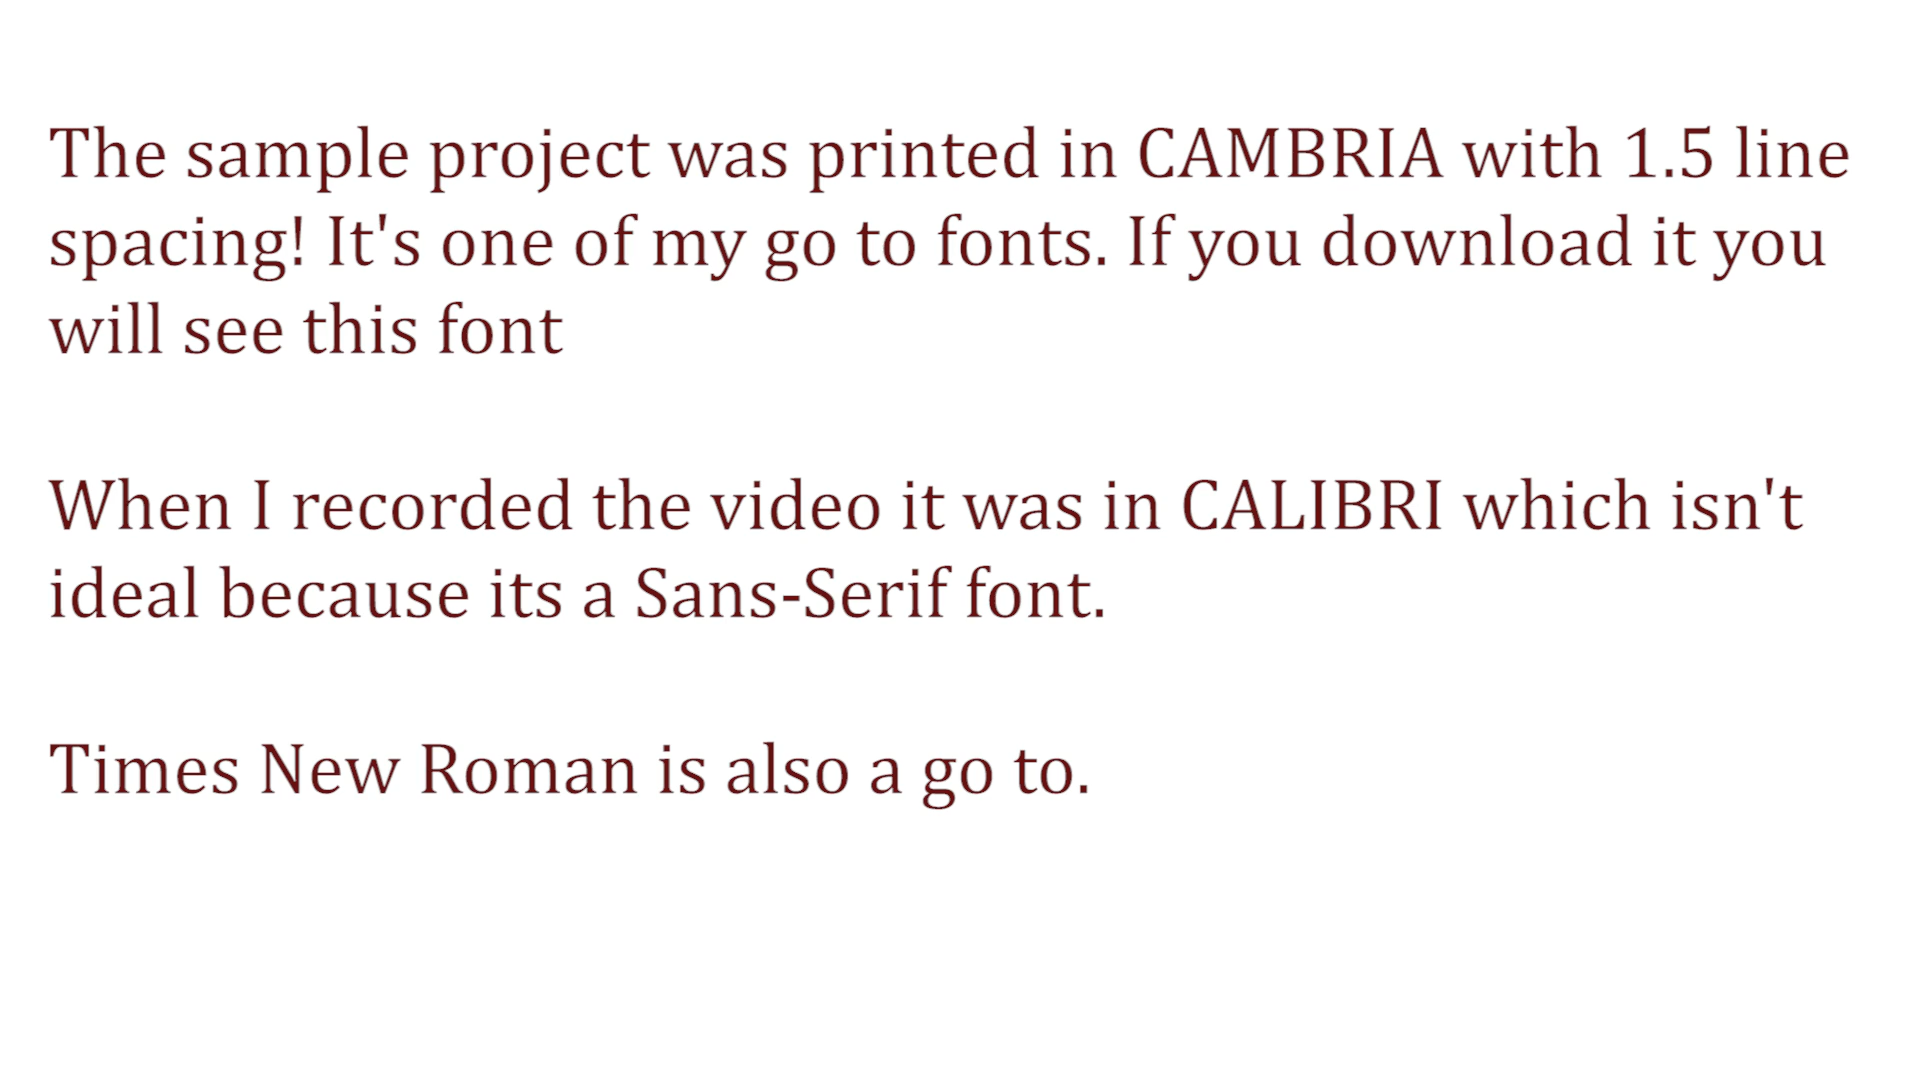 The sample project was printed in CAMBRIA with 1.5 line
spacing! It's one of my go to fonts. If you download it you
will see this font
When I recorded the video it was in CALIBRI which isn't
ideal because its a Sans-Serif font.
Times New Roman is also a go to.